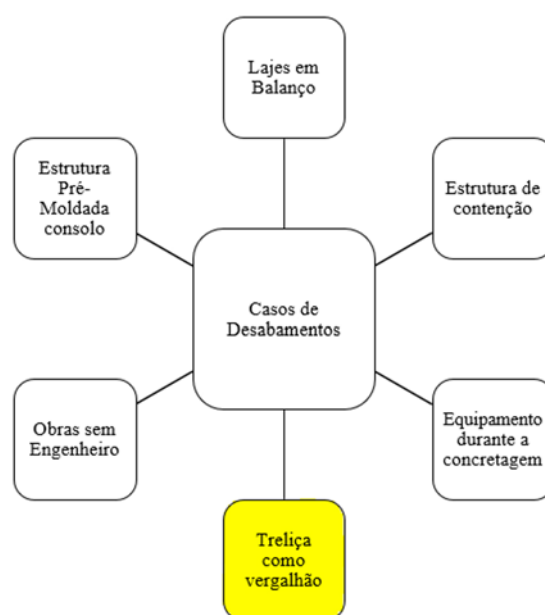 Lajes em
Balanço
Estrutura
Pré-
Moldada
consolo
Estrutura de
contenção
Casos de
Desabamentos
Obras sem
Engenheiro
Equipamento
durante a
concretagem
Treliça
como
vergalhão